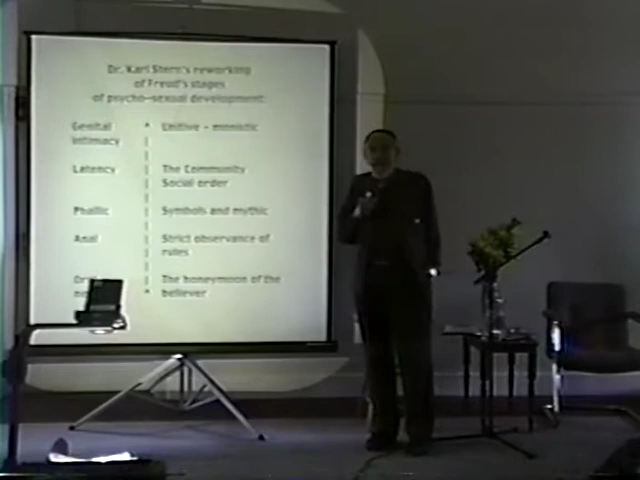 Dr. Karl Stern's reworking
of Freud's stages
of psycho-sexual development:
Genital ^ Unitive - monistic
Intimacy
Latency The Community
Social order
Phallic Symbols and mythic
Anal Strict observance of
rules
The honeymoon of the
^ believer